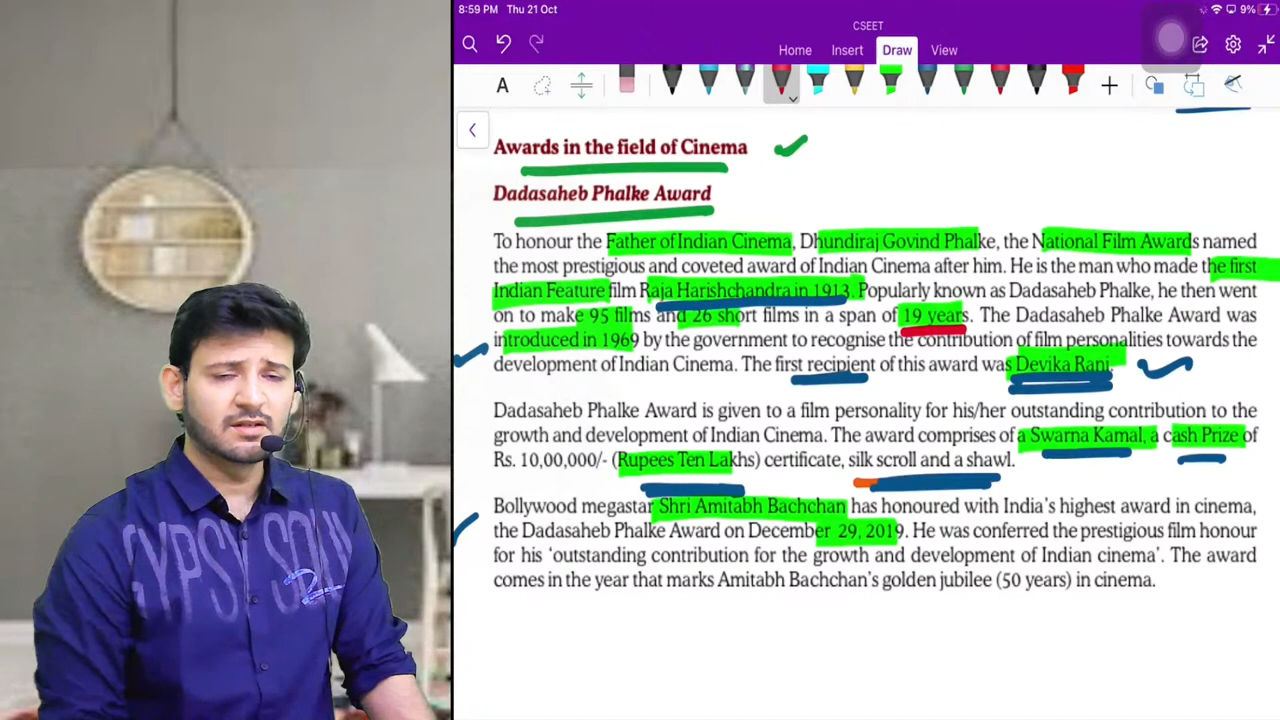 8:59 PM Thu 21 Oct
9%
CSEET
Home Insert Draw View
A
Awards in the field of Cinema
Dadasaheb Phalke Award
To honour the Father of Indian Cinema, Dhundiraj Govind Phalke, the National Film Awards named
the most prestigious and coveted award of Indian Cinema after him. He is the man who made the first
Indian Feature film Raja Harishchandra in 1913. Popularly known as Dadasaheb Phalke, he then went
on to make 95 films and 26 short films in a span of 19 years. The Dadasaheb Phalke Award was
introduced in 1969 by the government to recognise the contribution of film personalities towards the
development of Indian Cinema. The first recipient of this award was Devika Rani.
Dadasaheb Phalke Award is given to a film personality for his/her outstanding contribution to the
growth and development of Indian Cinema. The award comprises of a Swarna Kamal, a cash Prize of
Rs. 10,00,000/- (Rupees Ten Lakhs) certificate, silk scroll and a shawl.
Bollywood megastar Shri Amitabh Bachchan has honoured with India's highest award in cinema,
the Dadasaheb Phalke Award on December 29, 2019. He was conferred the prestigious film honour
for his 'outstanding contribution for the growth and development of Indian cinema'. The award
comes in the year that marks Amitabh Bachchan's golden jubilee (50 years) in cinema.
GYPSY SOUL